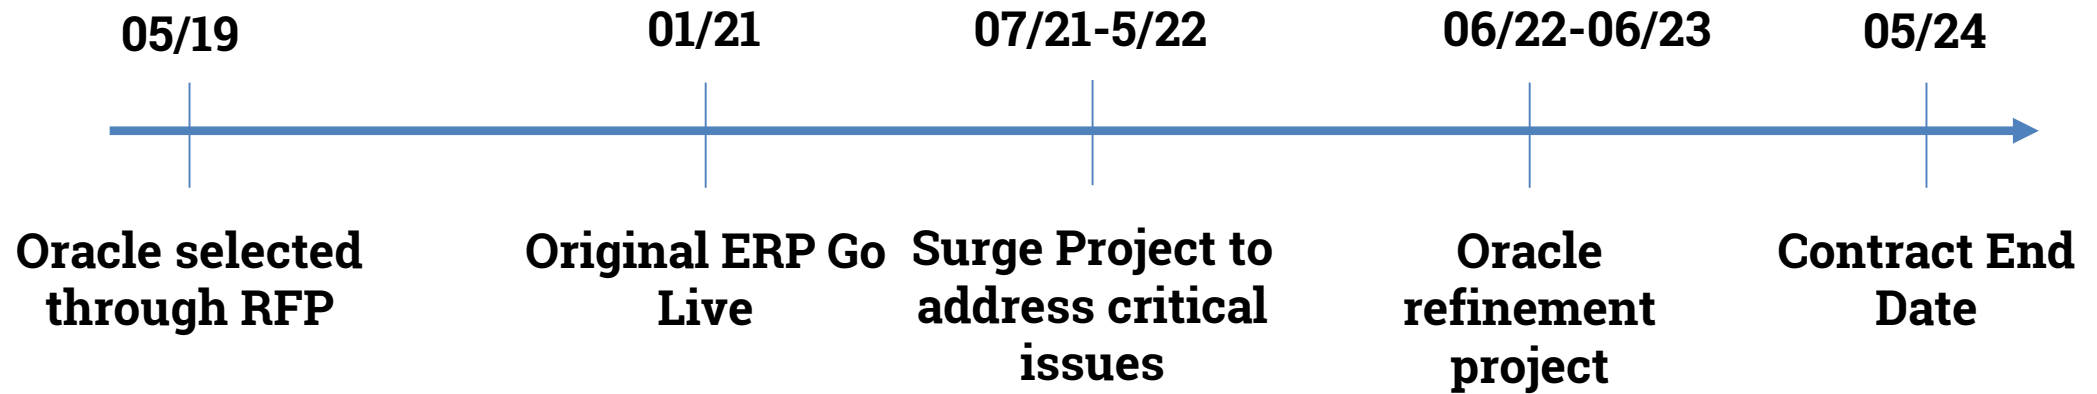 05/19
01/21
07/21-5/22
06/22-06/23
05/24
Oracle selected
through RFP
Original ERP Go
Live
Surge Project to
address critical
issues
Oracle
refinement
project
Contract End
Date